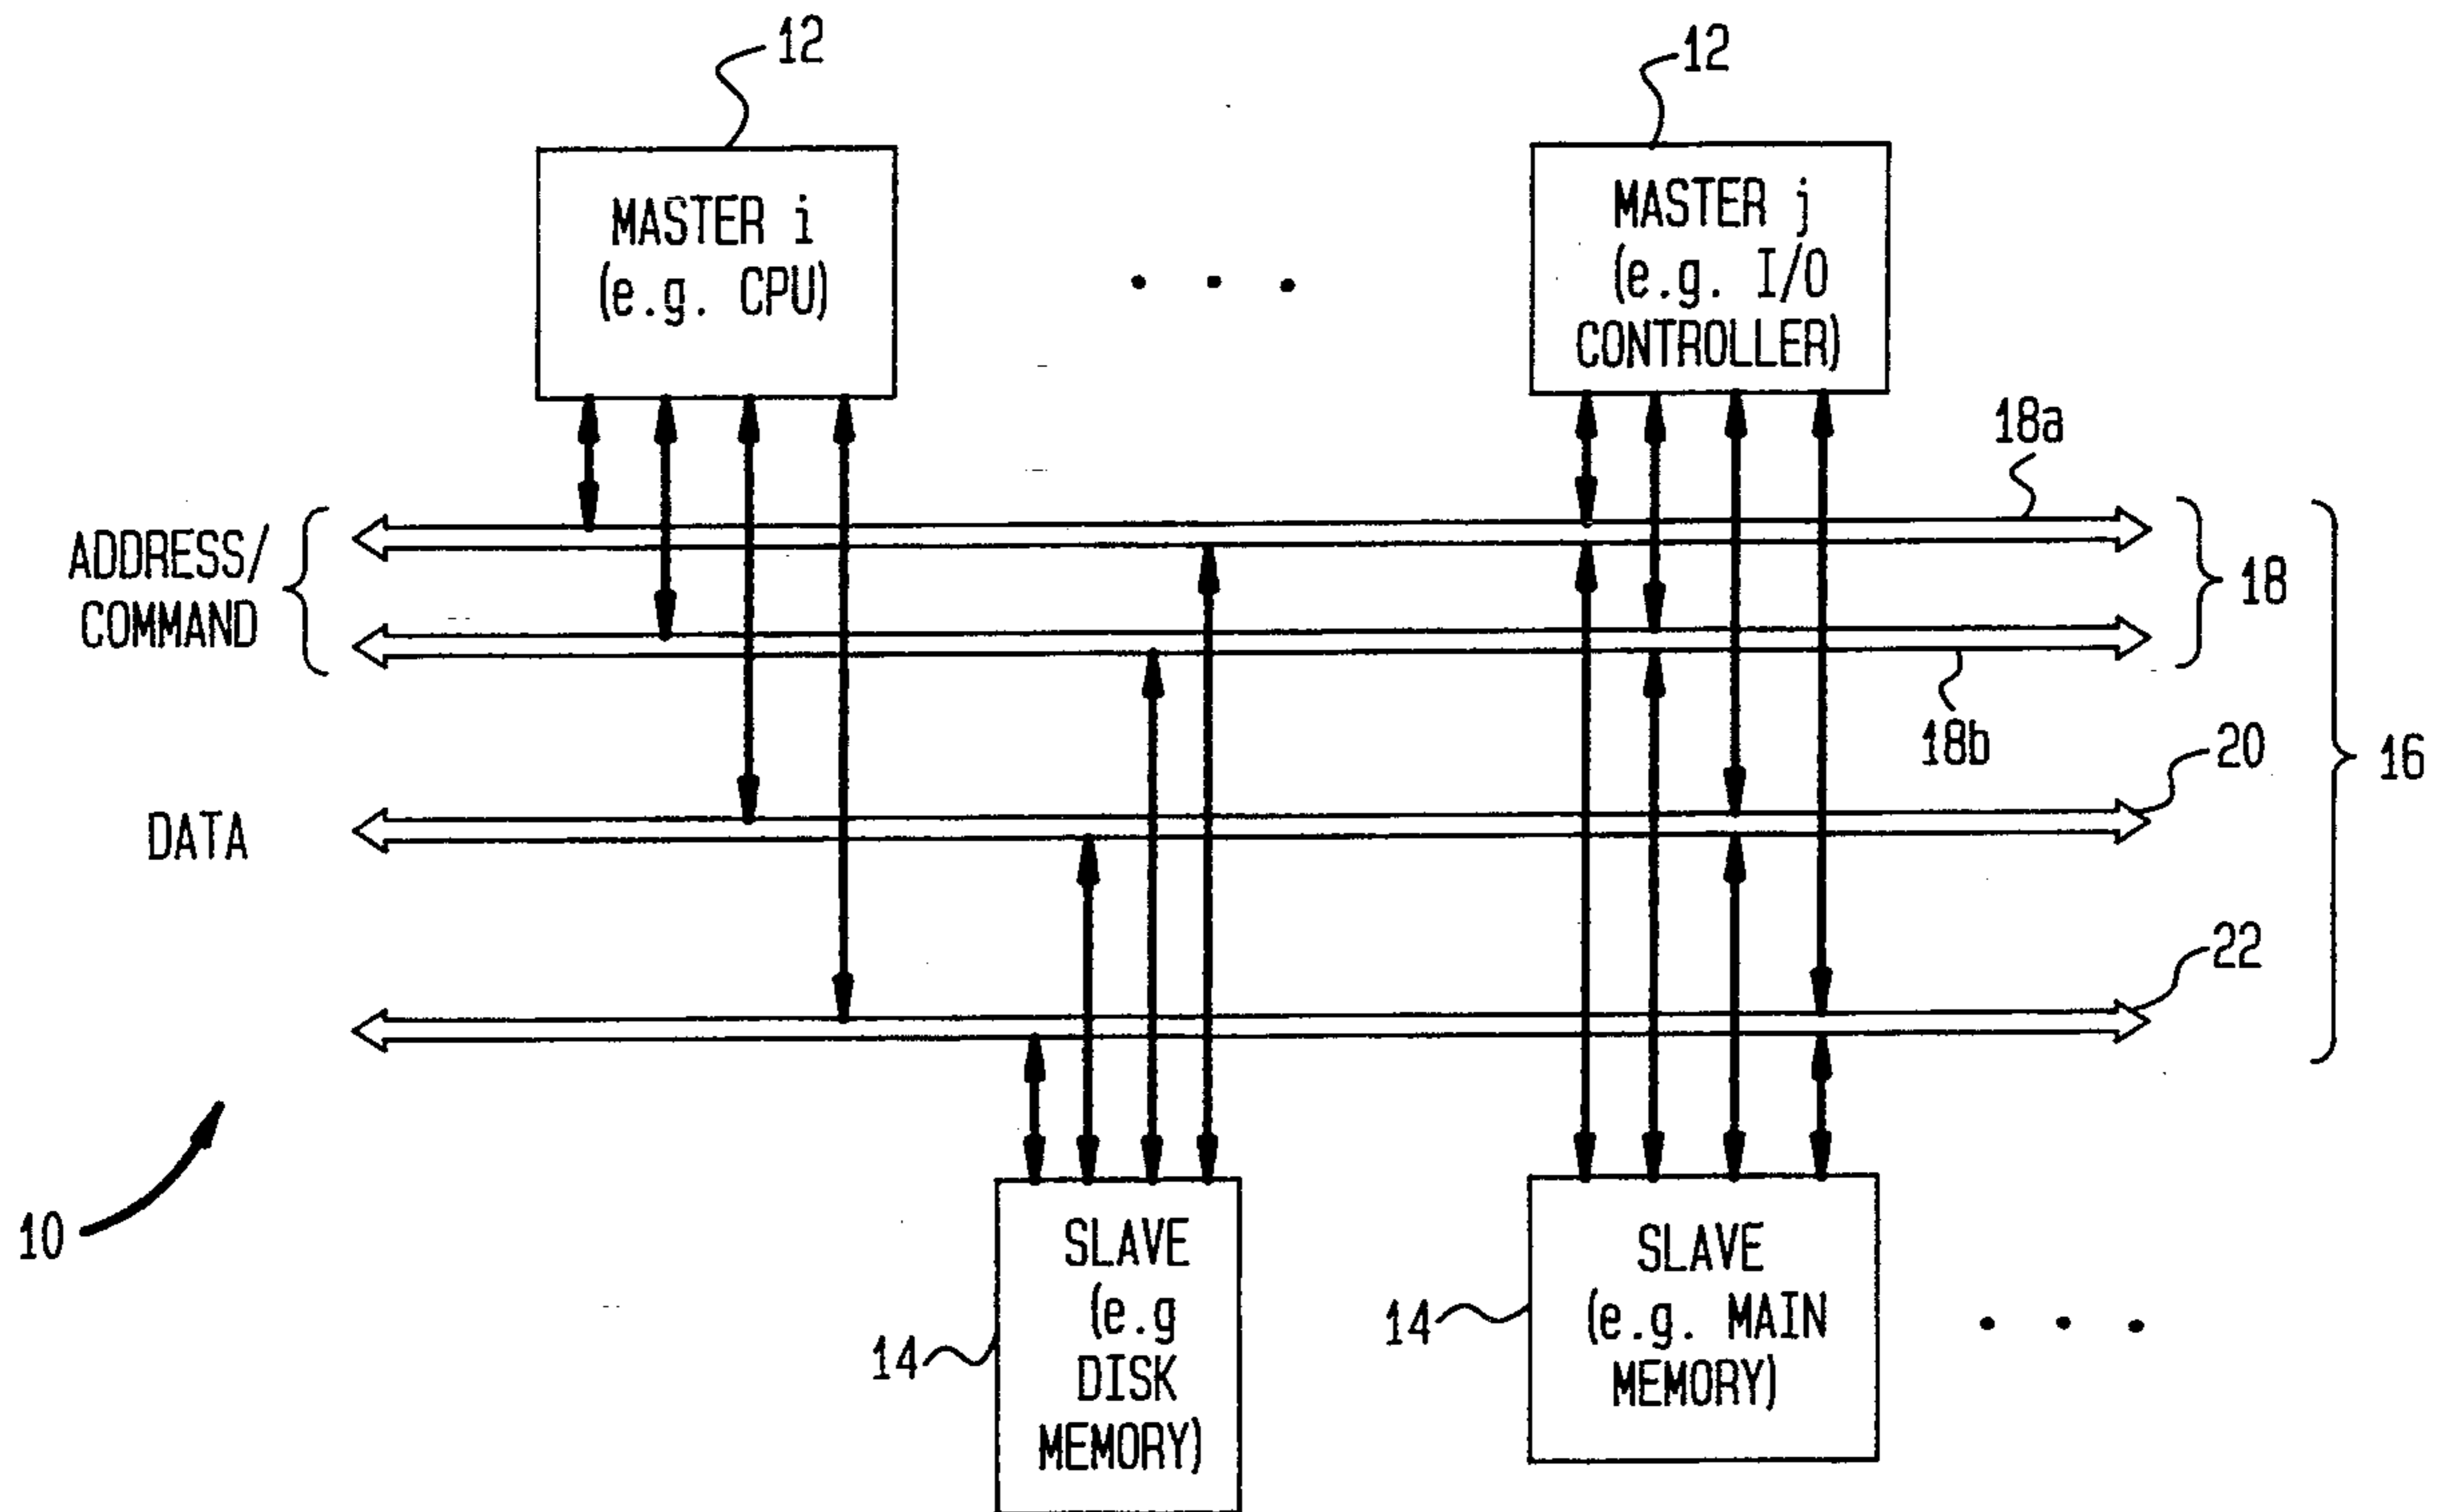 12
12
MASTER i
(e.g. CPU)
MASTER j
(e.g. I/O
CONTROLLER)
18a
ADDRESS/
COMMAND
18
18b
20
16
DATA
22
10
SLAVE
(e.g
DISK
MEMORY)
14
SLAVE
(e.g. MAIN
MEMORY)
14